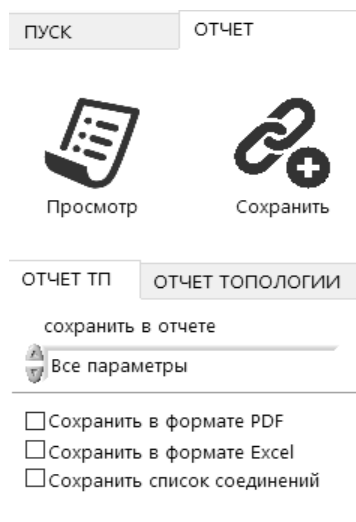 ПУСК ОТЧЕТ
Просмотр Сохранить
ОТЧЕТ ТП ОТЧЕТ ТОПОЛОГИИ
сохранить в отчете
Все параметры
Сохранить в формате PDF
Сохранить в формате Excel
Сохранить список соединений